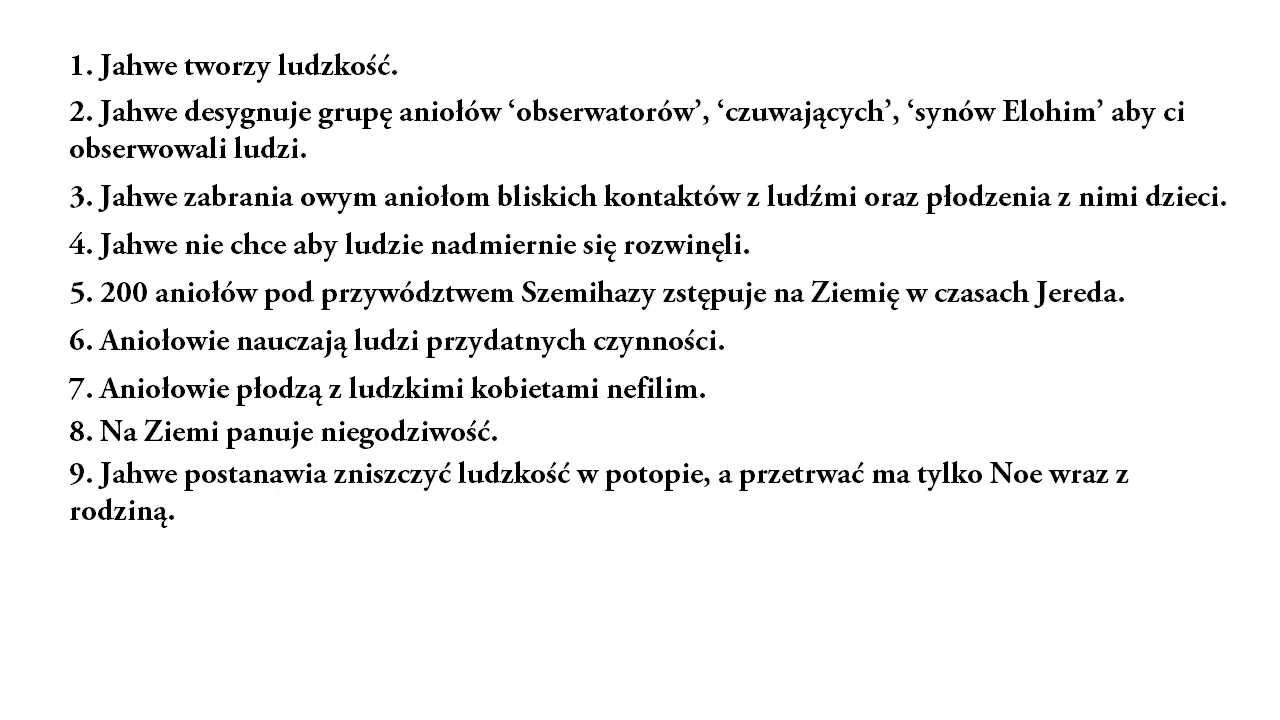 1. Jahwe tworzy ludzkość.
2. Jahwe desygnuje grupę aniołów ‘obserwatorów’, ‘czuwających’, ‘synów Elohim’ aby ci
obserwowali ludzi.
3. Jahwe zabrania owym aniołom bliskich kontaktów z ludźmi oraz płodzenia z nimi dzieci.
4. Jahwe nie chce aby ludzie nadmiernie się rozwinęli.
5. 200 aniołów pod przywództwem Szemihazy zstępuje na Ziemię w czasach Jereda.
6. Aniołowie nauczają ludzi przydatnych czynności.
7. Aniołowie płodzą z ludzkimi kobietami nefilim.
8. Na Ziemi panuje niegodziwość.
9. Jahwe postanawia zniszczyć ludzkość w potopie, a przetrwać ma tylko Noe wraz z
rodziną.